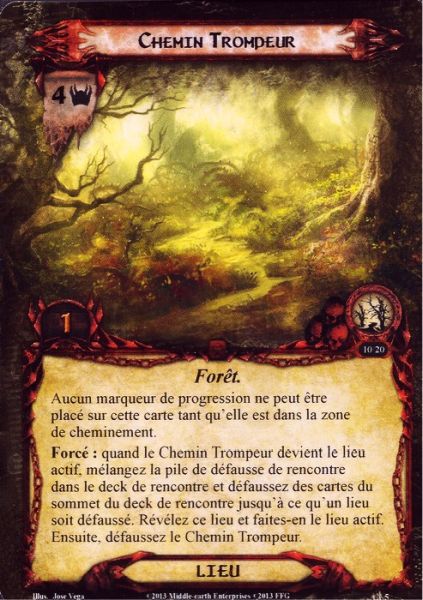 Chemin Trompeur
4
1
10-20
Forêt.
Aucun marqueur de progression ne peut être
placé sur cette carte tant qu'elle est dans la zone
de cheminement.
Forcé : quand le Chemin Trompeur devient le lieu
actif, mélangez la pile de défausse de rencontre
dans le deck de rencontre et défaussez des cartes du
sommet du deck de rencontre jusqu'à ce qu'un lieu
soit défaussé. Révélez ce lieu et faites-en le lieu actif.
Ensuite, défaussez le Chemin Trompeur.
LIEU
Illus. Jose Vega ©2013 Middle-earth Enterprises ©2013 FFG